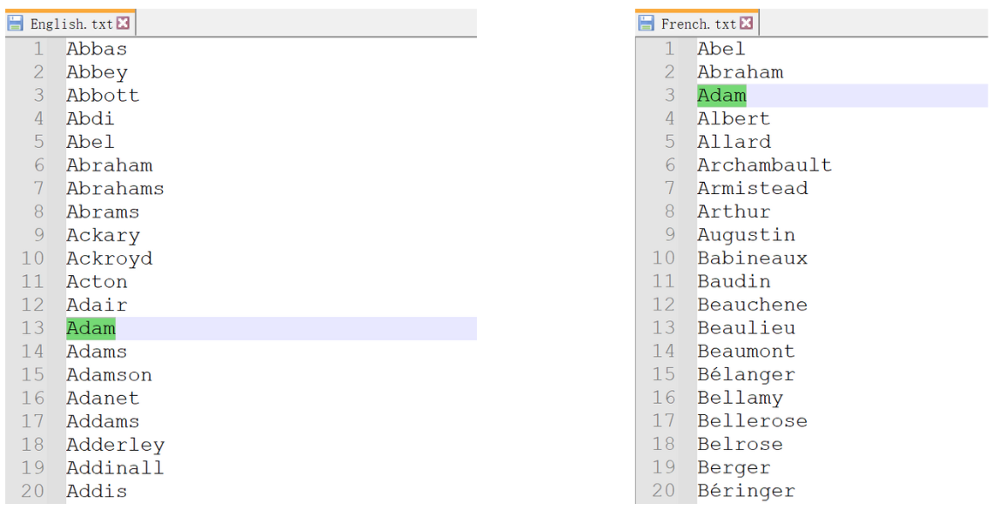 English.txt
1 Abbas
2 Abbey
3 Abbott
4 Abdi
5 Abel
6 Abraham
7 Abrahams
8 Abrams
9 Ackary
10 Ackroyd
11 Acton
12 Adair
13 Adam
14 Adams
15 Adamson
16 Adanet
17 Addams
18 Adderley
19 Addinall
20 Addis
French.txt
1 Abel
2 Abraham
3 Adam
4 Albert
5 Allard
6 Archambault
7 Armistead
8 Arthur
9 Augustin
10 Babineaux
11 Baudin
12 Beauchene
13 Beaulieu
14 Beaumont
15 Bélanger
16 Bellamy
17 Bellerose
18 Belrose
19 Berger
20 Béringer